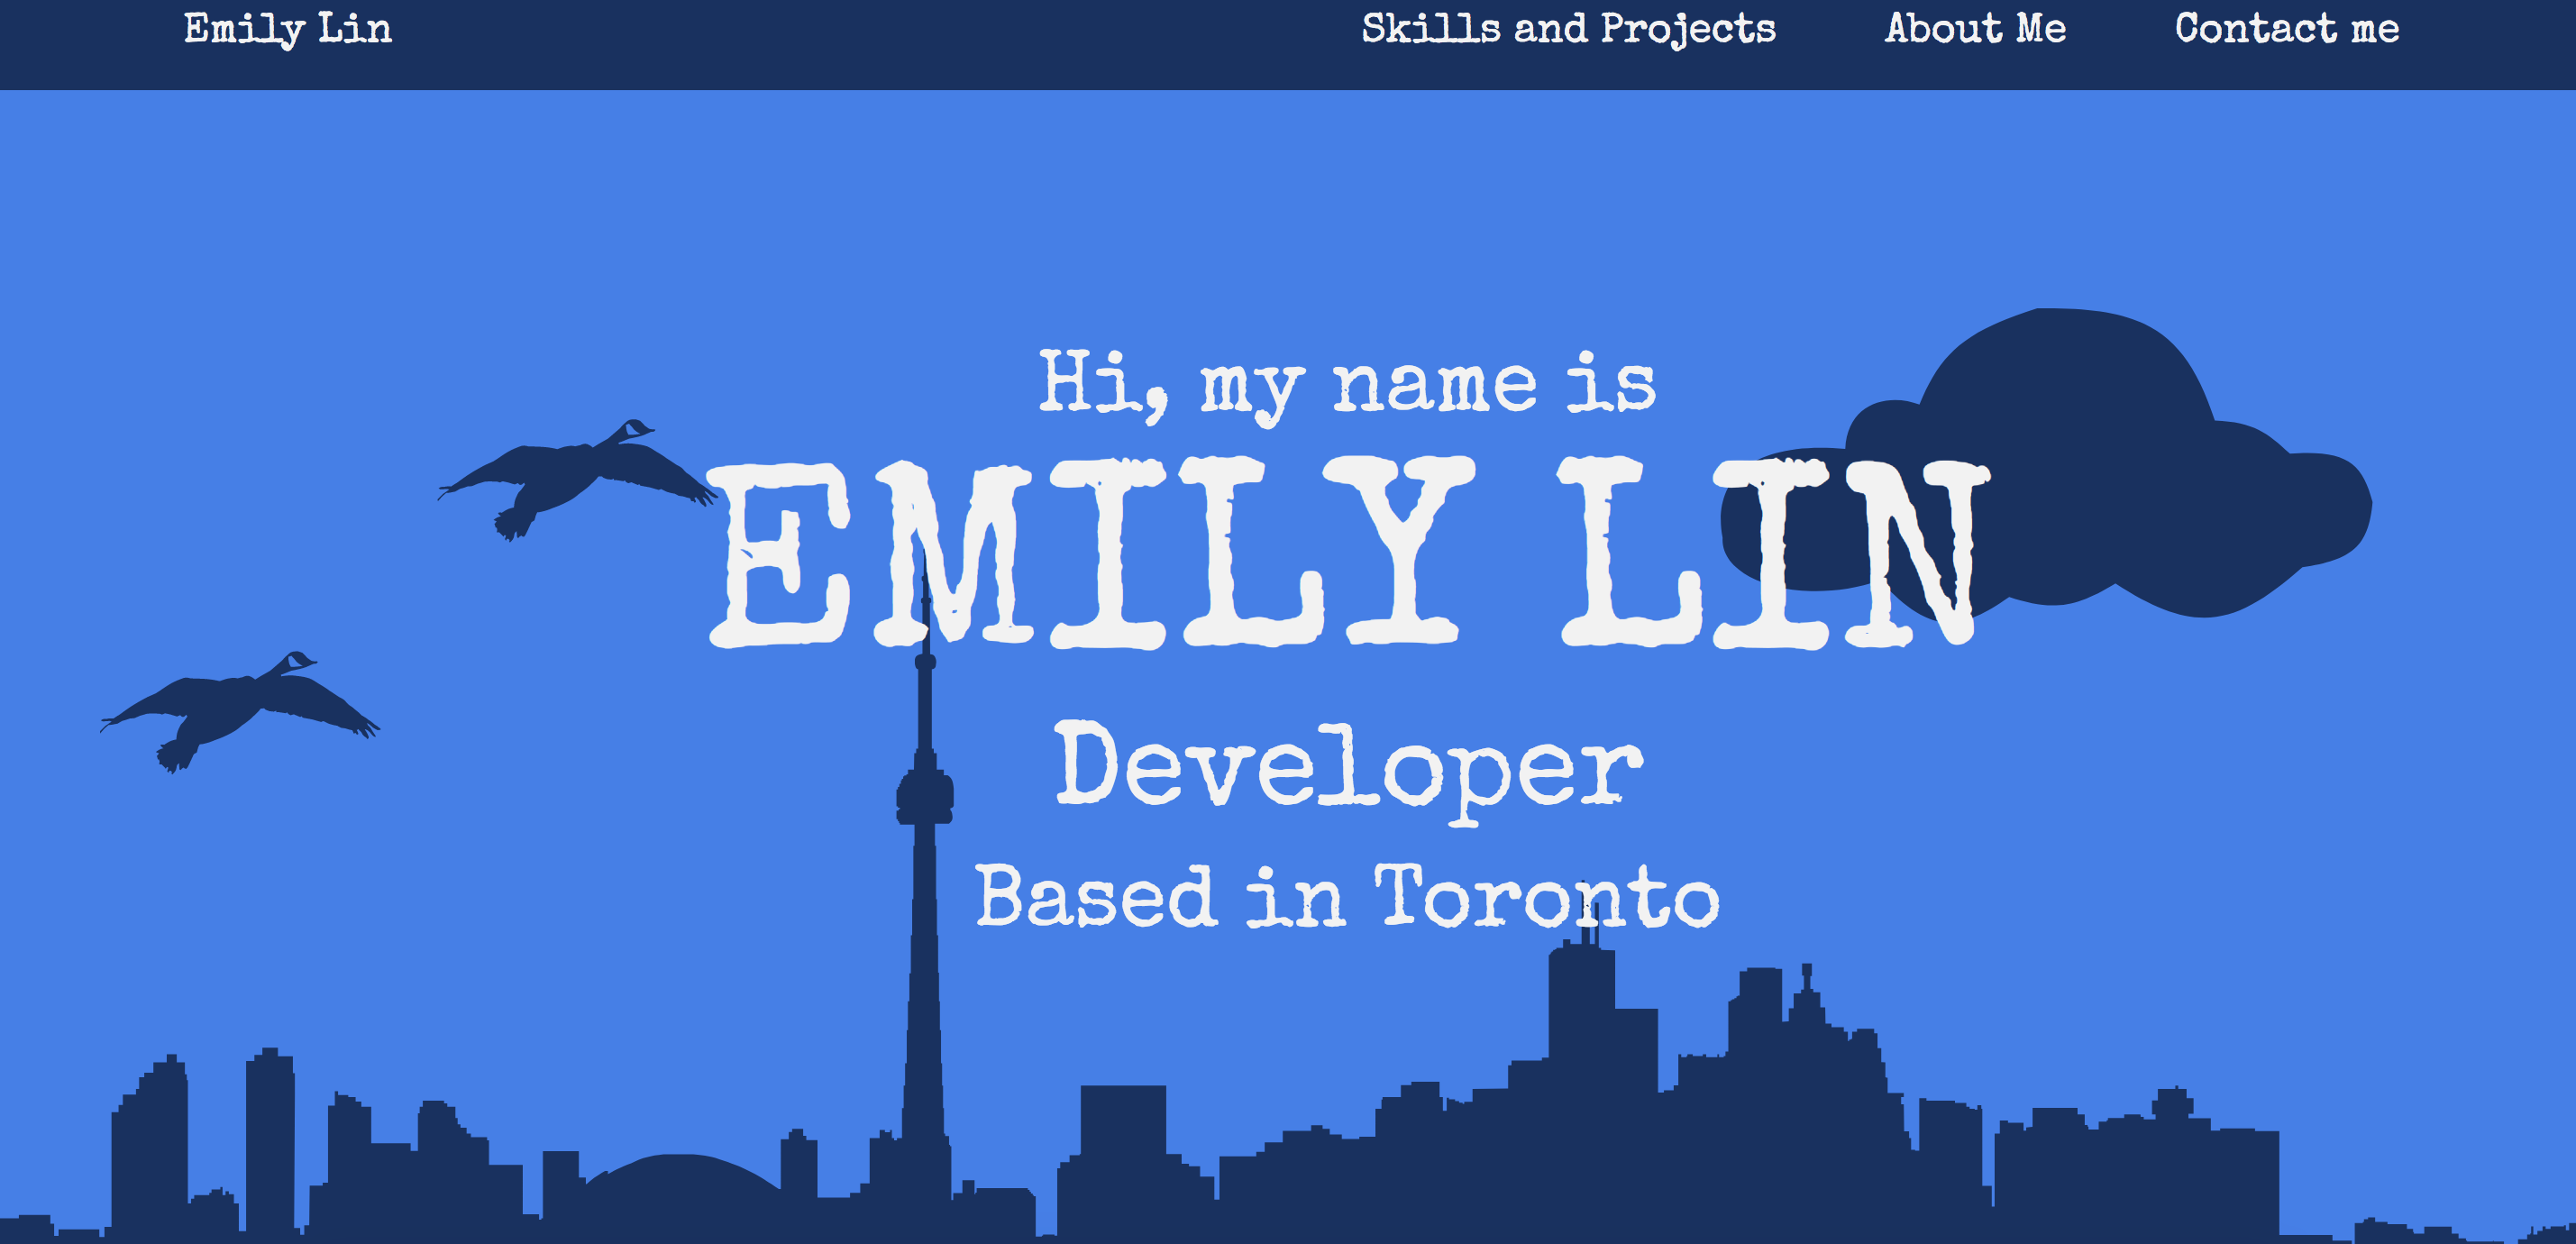 Emily Lin Skills and Projects About Me Contact me
Hi, my name is
EMILY LIN
Developer
Based in Toronto